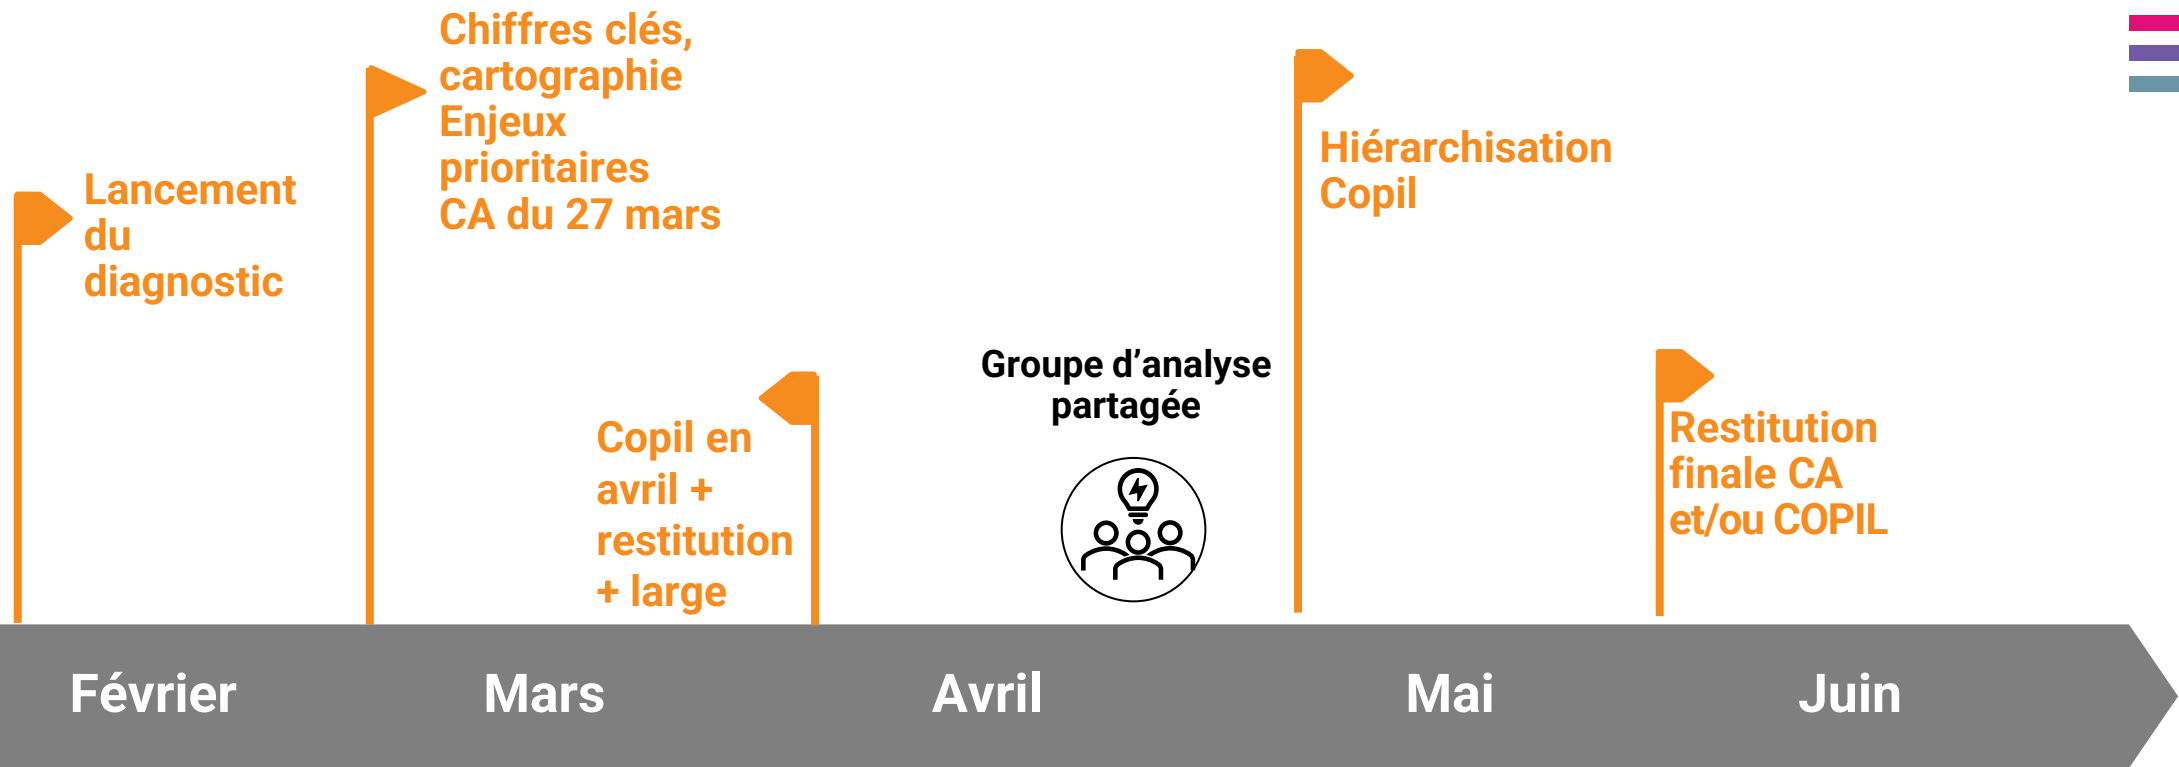 Lancement
du
diagnostic
Chiffres clés,
cartographie
Enjeux
prioritaires
CA du 27 mars
Copil en
avril +
restitution
+ large
Groupe d’analyse
partagée
Hiérarchisation
Copil
Restitution
finale CA
et/ou COPIL
Février
Mars
Avril
Mai
Juin